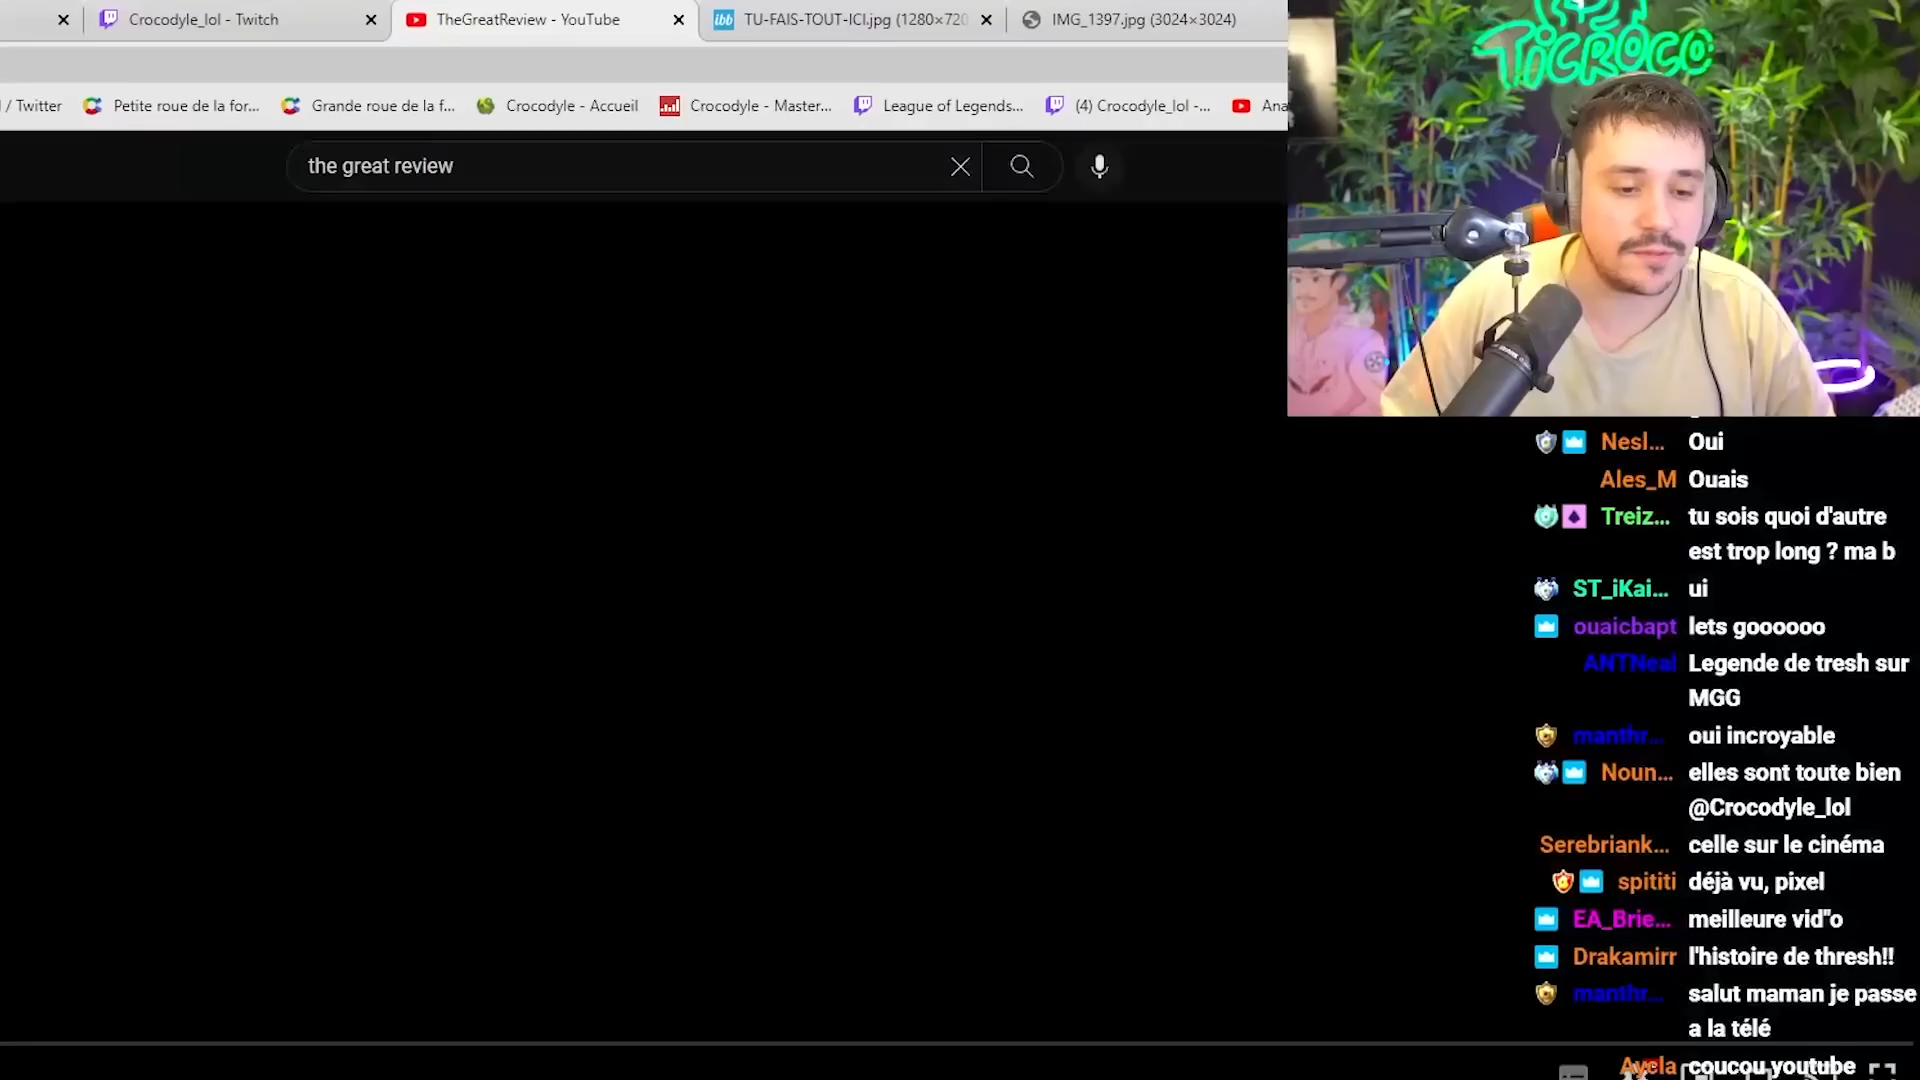 Crocodyle_lol - Twitch
TheGreatReview - YouTube
TU-FAIS-TOUT-ICI.jpg (1280×720
IMG_1397.jpg (3024×3024)
/ Twitter
Petite roue de la for...
Grande roue de la f...
Crocodyle - Accueil
Crocodyle - Master...
League of Legends...
(4) Crocodyle_lol -...
Ana
the great review
TICROCO
Nesl... Oui
Ales_M Ouais
Treiz... tu sois quoi d'autre
est trop long ? ma b
ST_iKai... ui
ouaicbapt lets goooooo
ANTNeal Legende de tresh sur
MGG
manthr... oui incroyable
Noun... elles sont toute bien
@Crocodyle_lol
Serebriank... celle sur le cinéma
spititi déjà vu, pixel
EA_Brie... meilleure vid"o
Drakamirr l'histoire de thresh!!
manthr... salut maman je passe
a la télé
coucou youtube